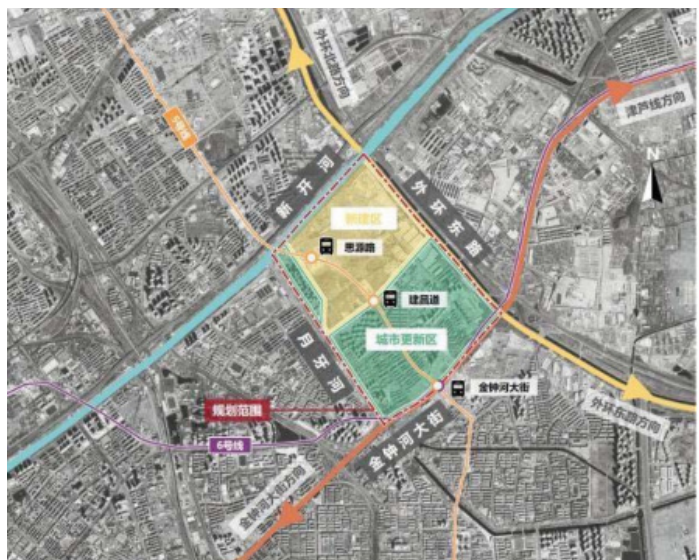 外环北路方向
津芦线方向
N
5号线
新开河
外环东路
新建区
思源路
建昌道
城市更新区
月牙河
金钟河大街
规划范围
6号线
金钟河大街
外环东路方向
金钟河大街方向